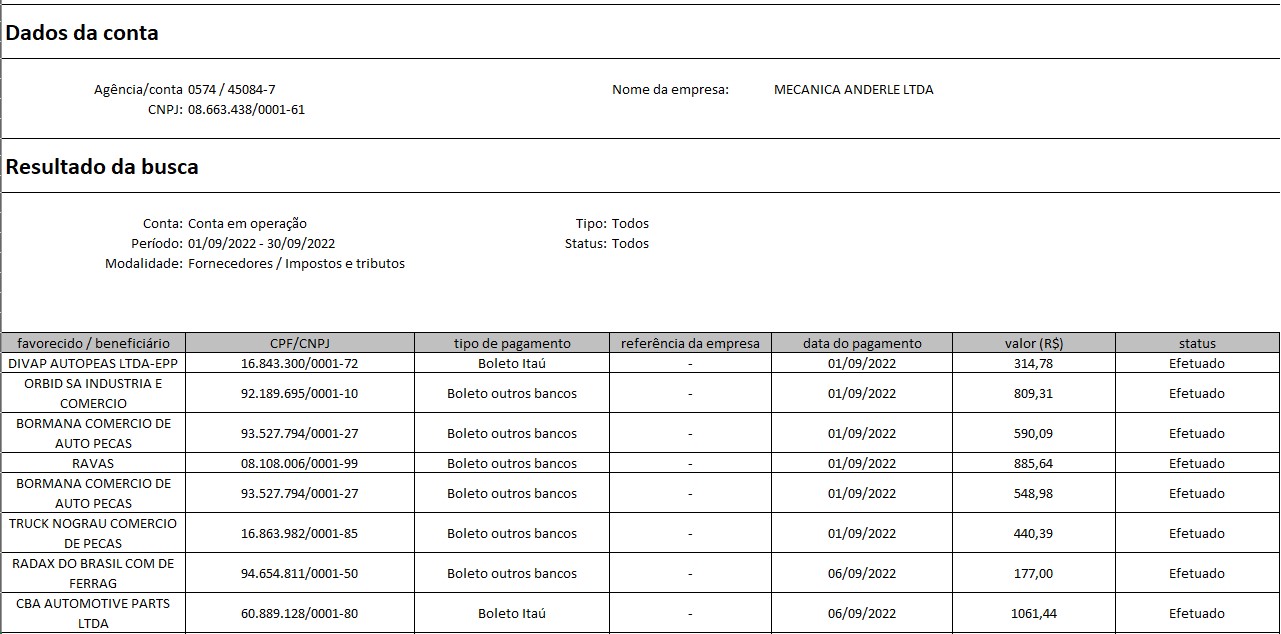 Dados da conta
Agência/conta 0574 / 45084-7 Nome da empresa: MECANICA ANDERLE LTDA
CNPJ: 08.663.438/0001-61
Resultado da busca
Conta: Conta em operação Tipo: Todos
Período: 01/09/2022 - 30/09/2022 Status: Todos
Modalidade: Fornecedores / Impostos e tributos
favorecido / beneficiário CPF/CNPJ tipo de pagamento referência da empresa data do pagamento valor (R$) status
DIVAP AUTOPEAS LTDA-EPP 16.843.300/0001-72 Boleto Itaú - 01/09/2022 314,78 Efetuado
ORBID SA INDUSTRIA E
COMERCIO 92.189.695/0001-10 Boleto outros bancos - 01/09/2022 809,31 Efetuado
BORMANA COMERCIO DE
AUTO PECAS 93.527.794/0001-27 Boleto outros bancos - 01/09/2022 590,09 Efetuado
RAVAS 08.108.006/0001-99 Boleto outros bancos - 01/09/2022 885,64 Efetuado
BORMANA COMERCIO DE
AUTO PECAS 93.527.794/0001-27 Boleto outros bancos - 01/09/2022 548,98 Efetuado
TRUCK NOGRAU COMERCIO
DE PECAS 16.863.982/0001-85 Boleto outros bancos - 01/09/2022 440,39 Efetuado
RADAX DO BRASIL COM DE
FERRAG 94.654.811/0001-50 Boleto outros bancos - 06/09/2022 177,00 Efetuado
CBA AUTOMOTIVE PARTS
LTDA 60.889.128/0001-80 Boleto Itaú - 06/09/2022 1061,44 Efetuado